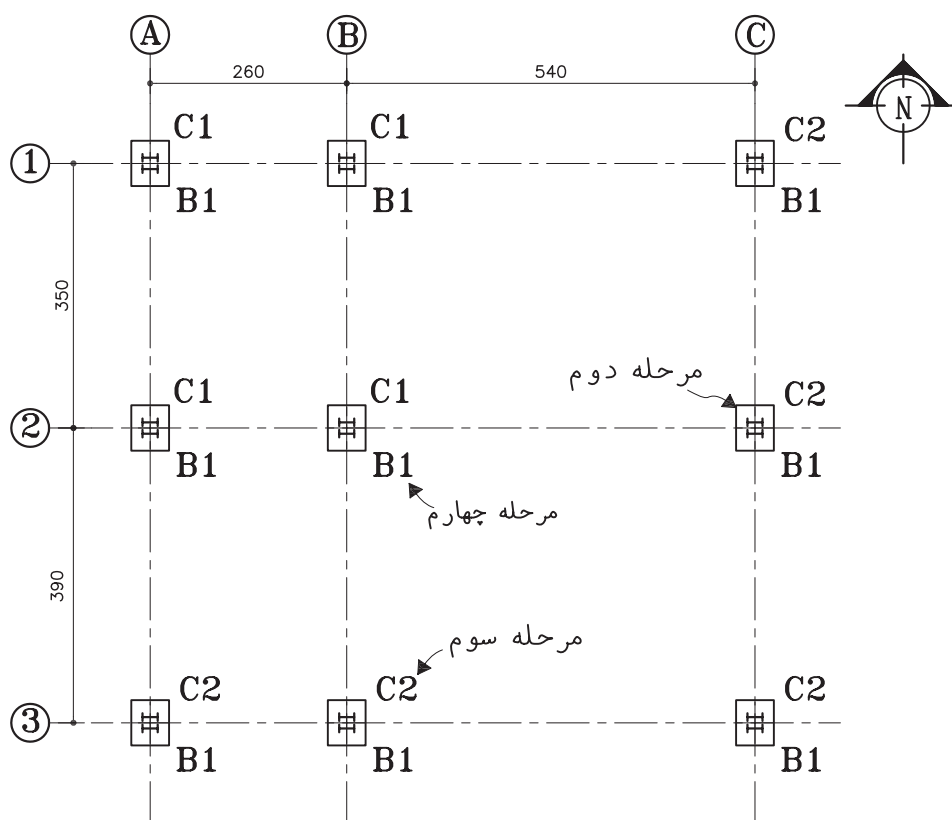 A B C
260 540
N
C1 C1 C2
1
B1 B1 B1
350
مرحله دوم
C1 C1 C2
2
B1 B1 B1
مرحله چهارم
390
مرحله سوم
C2 C2 C2
3
B1 B1 B1